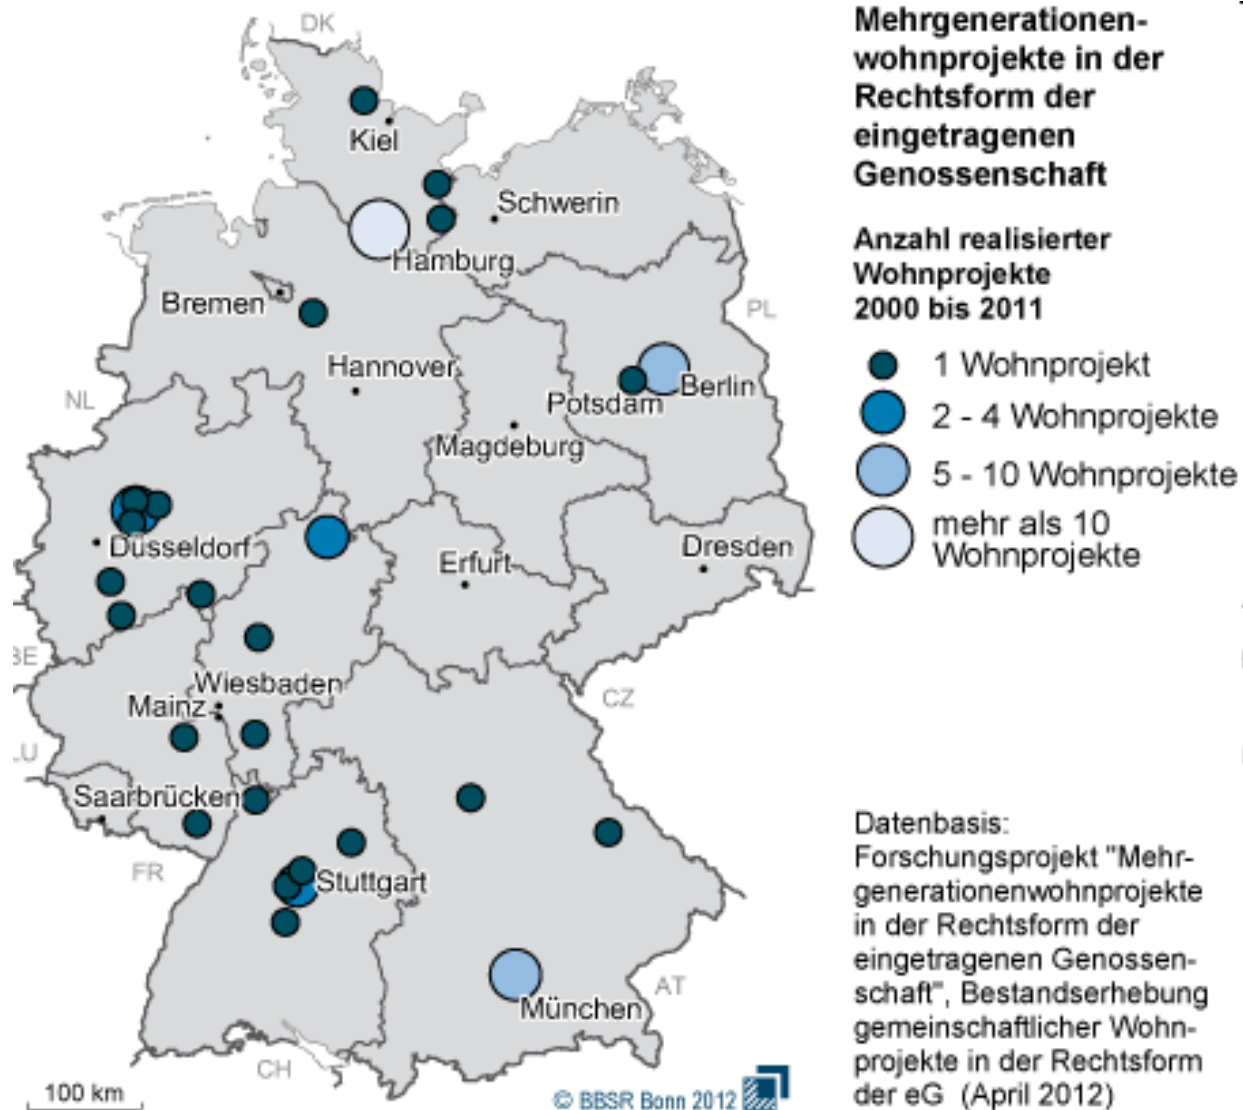 Mehrgenerationen-
wohnprojekte in der
Rechtsform der
eingetragenen
Genossenschaft
Anzahl realisierter
Wohnprojekte
2000 bis 2011
1 Wohnprojekt
2 - 4 Wohnprojekte
5 - 10 Wohnprojekte
mehr als 10
Wohnprojekte
DK
Kiel
Schwerin
Hamburg
Bremen
PL
Hannover
Berlin
NL
Potsdam
Magdeburg
Düsseldorf
Erfurt
Dresden
BE
Wiesbaden
Mainz
CZ
LU
Saarbrücken
FR
Stuttgart
AT
München
CH
100 km
© BBSR Bonn 2012
Datenbasis:
Forschungsprojekt "Mehr-
generationenwohnprojekte
in der Rechtsform der
eingetragenen Genossen-
schaft", Bestandserhebung
gemeinschaftlicher Wohn-
projekte in der Rechtsform
der eG (April 2012)